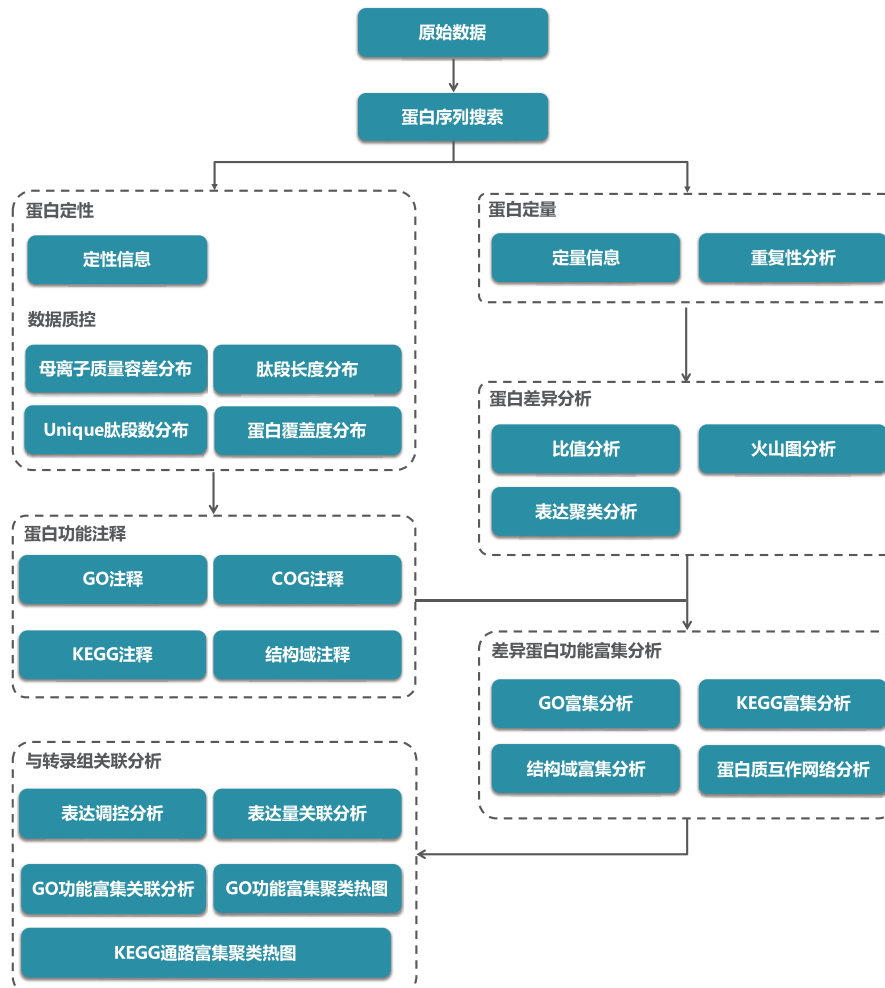 原始数据
蛋白序列搜索
蛋白定性
定性信息
数据质控
母离子质量容差分布
肽段长度分布
Unique肽段数分布
蛋白覆盖度分布
蛋白定量
定量信息
重复性分析
蛋白差异分析
比值分析
火山图分析
表达聚类分析
蛋白功能注释
GO注释
COG注释
KEGG注释
结构域注释
差异蛋白功能富集分析
GO富集分析
KEGG富集分析
结构域富集分析
蛋白质互作网络分析
与转录组关联分析
表达调控分析
表达量关联分析
GO功能富集关联分析
GO功能富集聚类热图
KEGG通路富集聚类热图